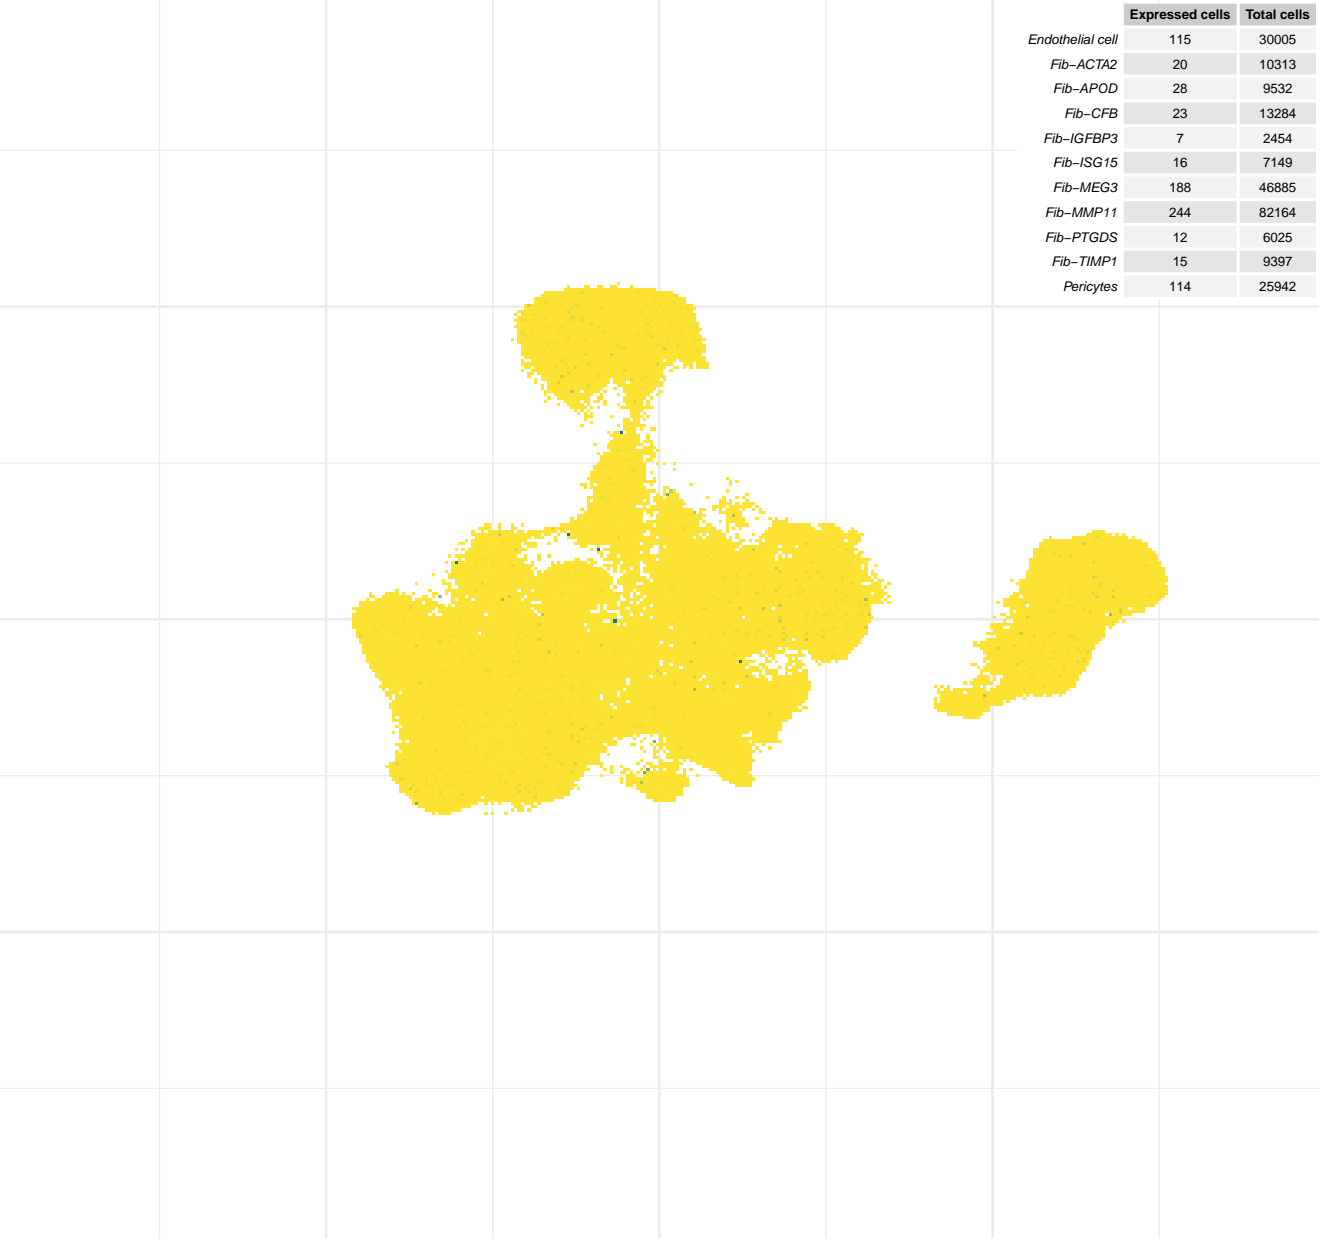 Expressed cells Total cells
Endothelial cell 115 30005
Fib−ACTA2 20 10313
Fib−APOD 28 9532
Fib−CFB 23 13284
Fib−IGFBP3 7 2454
Fib−ISG15 16 7149
Fib−MEG3 188 46885
Fib−MMP11 244 82164
Fib−PTGDS 12 6025
Fib−TIMP1 15 9397
Pericytes 114 25942